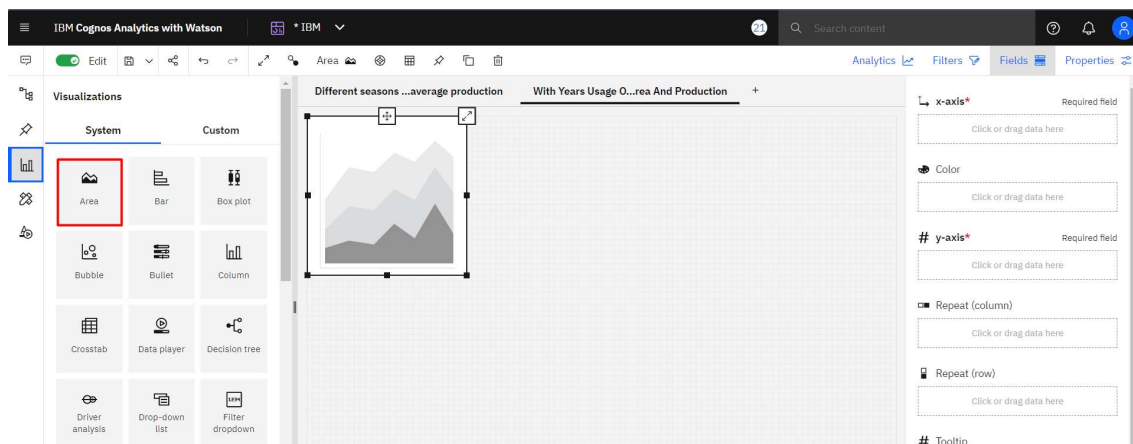 IBM Cognos Analytics with Watson
* IBM
21
Search content
Edit
Area
Analytics
Filters
Fields
Properties
Visualizations
System
Custom
Area
Bar
Box plot
Bubble
Bullet
Column
Crosstab
Data player
Decision tree
Driver analysis
Drop-down list
Filter dropdown
Different seasons ...average production
With Years Usage O...rea And Production
+
x-axis*
Required field
Click or drag data here
Color
Click or drag data here
# y-axis*
Required field
Click or drag data here
Repeat (column)
Click or drag data here
Repeat (row)
Click or drag data here
# Tooltip